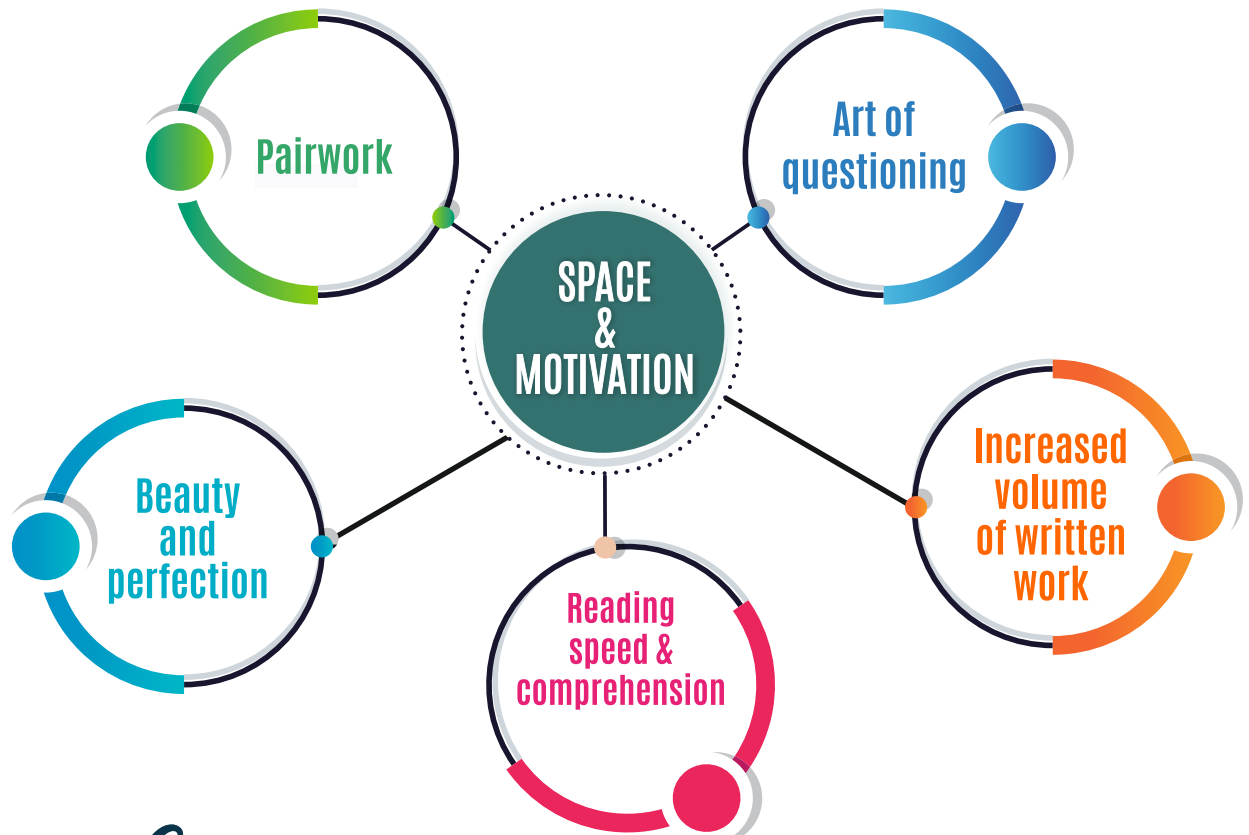 Pairwork
Art of
questioning
SPACE
&
MOTIVATION
Beauty
and
perfection
Reading
speed &
comprehension
Increased
volume
of written
work